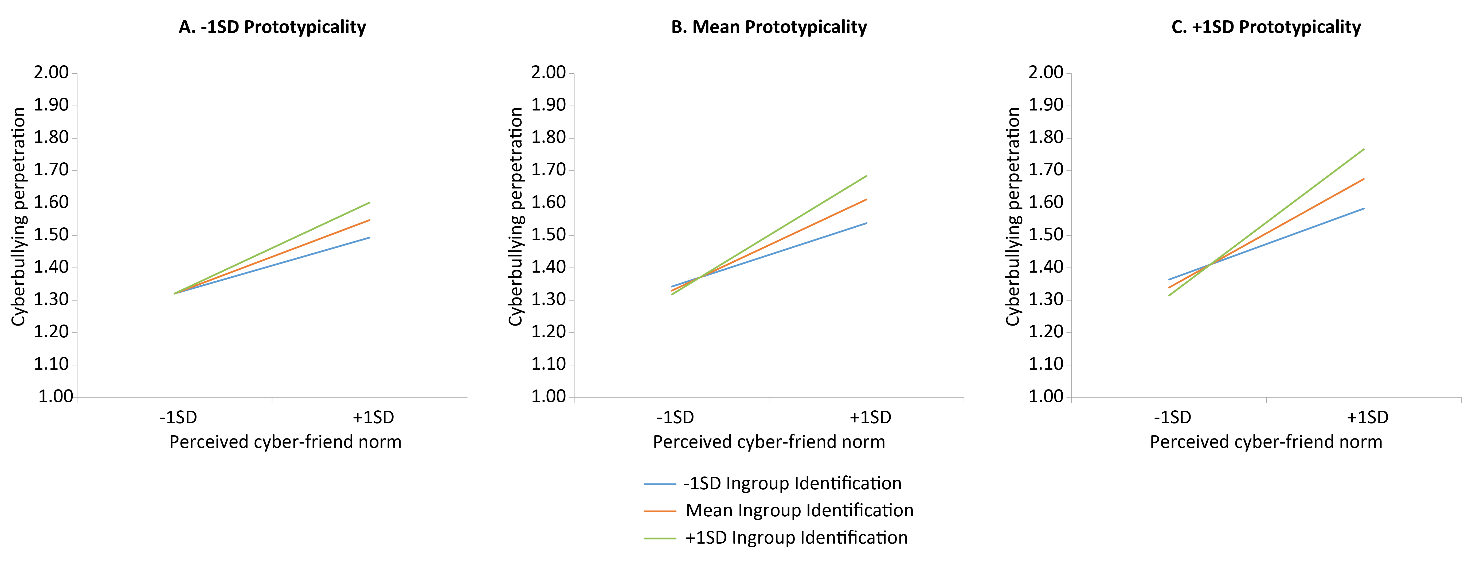 A. -1SD Prototypicality
Cyberbullying perpetration
2.00
1.90
1.80
1.70
1.60
1.50
1.40
1.30
1.20
1.10
1.00
-1SD +1SD
Perceived cyber-friend norm
B. Mean Prototypicality
Cyberbullying perpetration
2.00
1.90
1.80
1.70
1.60
1.50
1.40
1.30
1.20
1.10
1.00
-1SD +1SD
Perceived cyber-friend norm
C. +1SD Prototypicality
Cyberbullying perpetration
2.00
1.90
1.80
1.70
1.60
1.50
1.40
1.30
1.20
1.10
1.00
-1SD +1SD
Perceived cyber-friend norm
-1SD Ingroup Identification
Mean Ingroup Identification
+1SD Ingroup Identification